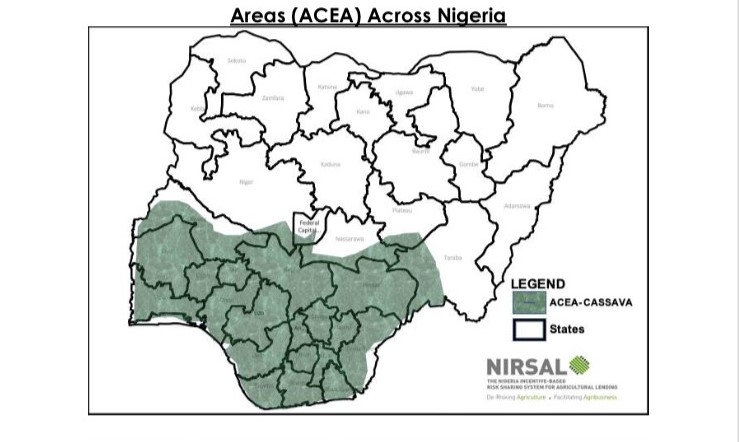 Areas (ACEA) Across Nigeria
Sokoto
Yobe
Katsina
Zamfara
Jigawa
Borno
Kano
Bauchi
Kaduna
Gombe
Niger
Adamawa
Plateau
Federal
Capital
Nassarawa
Taraba
LEGEND
ACEA-CASSAVA
States
NIRSAL
THE NIGERIA INCENTIVE-BASED
RISK SHARING SYSTEM FOR AGRICULTURAL LENDING
De-Risking Agriculture . Facilitating Agribusiness